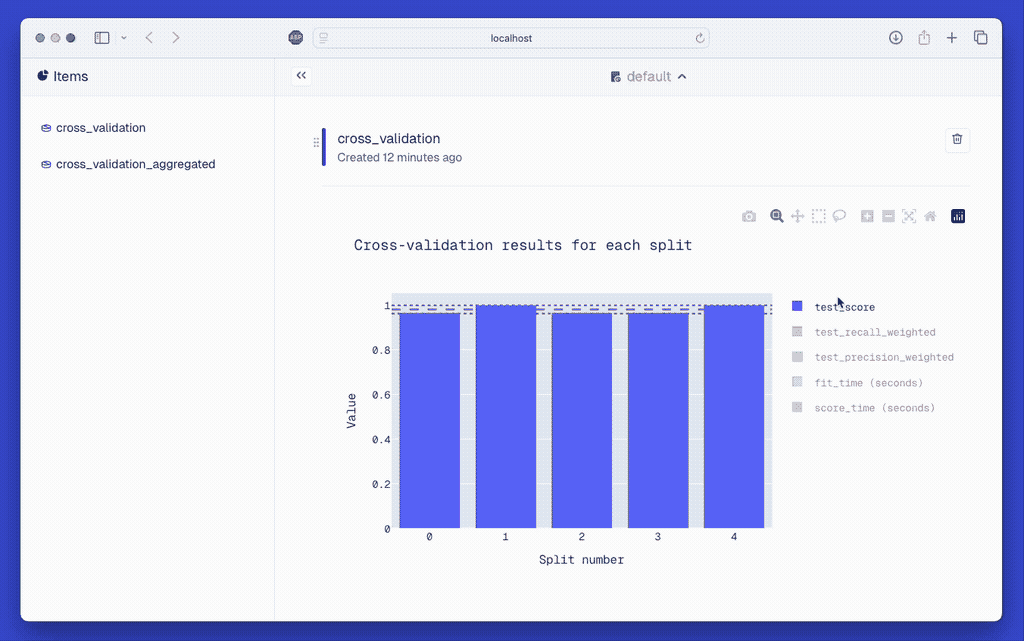 ABP
localhost
Items
default
cross_validation
cross_validation_aggregated
cross_validation
Created 12 minutes ago
Cross-validation results for each split
1
0.8
0.6
0.4
0.2
0
Value
0
1
2
3
4
Split number
test_score
test_recall_weighted
test_precision_weighted
fit_time (seconds)
score_time (seconds)